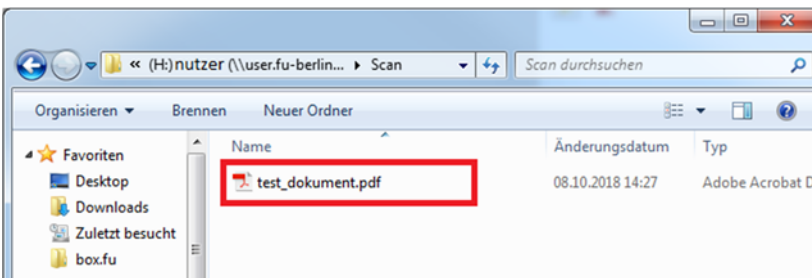 « (H:) nutzer (\\user.fu-berlin... ▸ Scan
Scan durchsuchen
Organisieren Brennen Neuer Ordner
Favoriten
Desktop
Downloads
Zuletzt besucht
box.fu
Name Änderungsdatum Typ
test_dokument.pdf 08.10.2018 14:27 Adobe Acrobat D